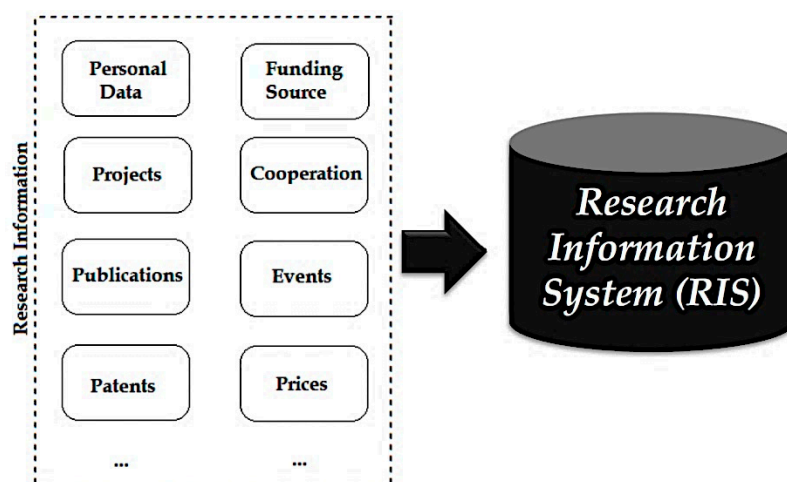 Research Information
Personal
Data
Funding
Source
Projects
Cooperation
Publications
Events
Patents
Prices
...
...
Research
Information
System (RIS)